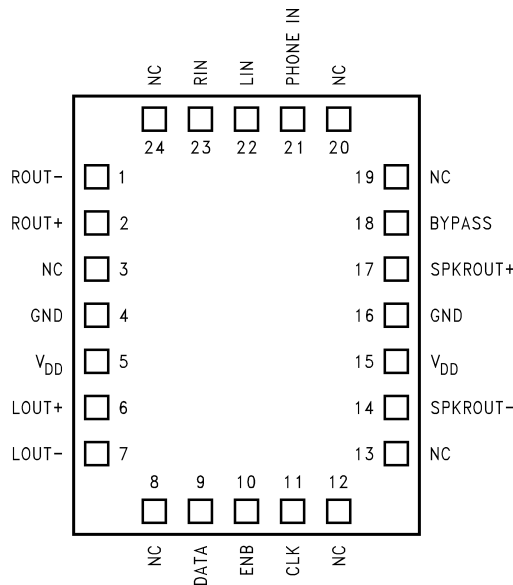 NC RIN LIN PHONE IN NC
24 23 22 21 20
ROUT- 1 19 NC
ROUT+ 2 18 BYPASS
NC 3 17 SPKROUT+
GND 4 16 GND
VDD 5 15 VDD
LOUT+ 6 14 SPKROUT-
LOUT- 7 13 NC
8 9 10 11 12
NC DATA ENB CLK NC